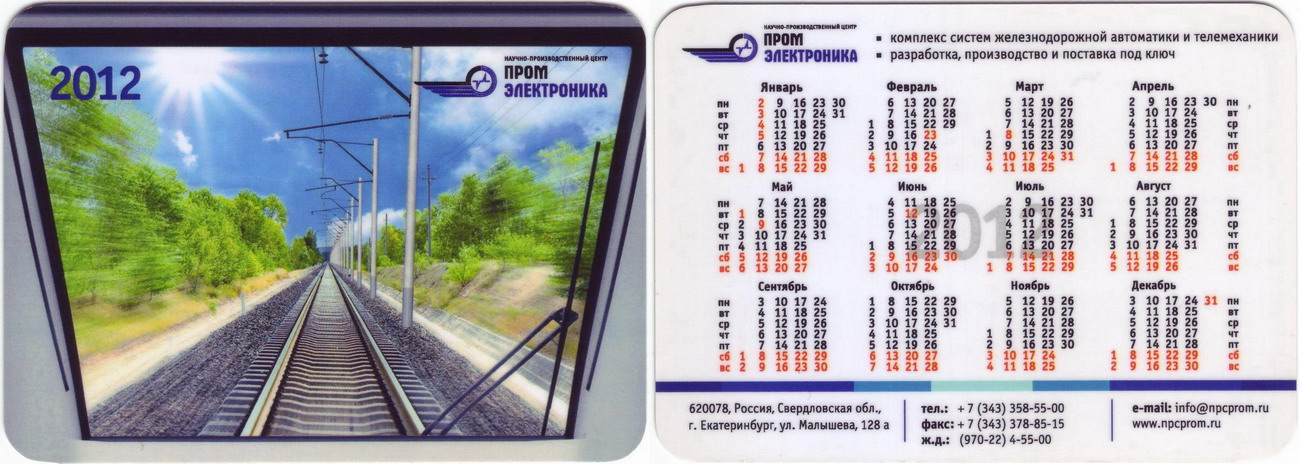 2012
НАУЧНО-ПРОИЗВОДСТВЕННЫЙ ЦЕНТР
ПРОМ
ЭЛЕКТРОНИКА
НАУЧНО-ПРОИЗВОДСТВЕННЫЙ ЦЕНТР
ПРОМ
ЭЛЕКТРОНИКА
▪ комплекс систем железнодорожной автоматики и телемеханики
▪ разработка, производство и поставка под ключ
Январь Февраль Март Апрель
пн 2 9 16 23 30 6 13 20 27 5 12 19 26 2 9 16 23 30 пн
вт 3 10 17 24 31 7 14 21 28 6 13 20 27 3 10 17 24 вт
ср 4 11 18 25 1 8 15 22 29 7 14 21 28 4 11 18 25 ср
чт 5 12 19 26 2 9 16 23 1 8 15 22 29 5 12 19 26 чт
пт 6 13 20 27 3 10 17 24 2 9 16 23 30 6 13 20 27 пт
сб 7 14 21 28 4 11 18 25 3 10 17 24 31 7 14 21 28 сб
вс 1 8 15 22 29 5 12 19 26 4 11 18 25 1 8 15 22 29 вс
2012
Май Июнь Июль Август
пн 7 14 21 28 4 11 18 25 2 9 16 23 30 6 13 20 27 пн
вт 1 8 15 22 29 5 12 19 26 3 10 17 24 31 7 14 21 28 вт
ср 2 9 16 23 30 6 13 20 27 4 11 18 25 1 8 15 22 29 ср
чт 3 10 17 24 31 7 14 21 28 5 12 19 26 2 9 16 23 30 чт
пт 4 11 18 25 1 8 15 22 29 6 13 20 27 3 10 17 24 31 пт
сб 5 12 19 26 2 9 16 23 30 7 14 21 28 4 11 18 25 сб
вс 6 13 20 27 3 10 17 24 1 8 15 22 29 5 12 19 26 вс
Сентябрь Октябрь Ноябрь Декабрь
пн 3 10 17 24 1 8 15 22 29 5 12 19 26 3 10 17 24 31 пн
вт 4 11 18 25 2 9 16 23 30 6 13 20 27 4 11 18 25 вт
ср 5 12 19 26 3 10 17 24 31 7 14 21 28 5 12 19 26 ср
чт 6 13 20 27 4 11 18 25 1 8 15 22 29 6 13 20 27 чт
пт 7 14 21 28 5 12 19 26 2 9 16 23 30 7 14 21 28 пт
сб 1 8 15 22 29 6 13 20 27 3 10 17 24 1 8 15 22 29 сб
вс 2 9 16 23 30 7 14 21 28 4 11 18 25 2 9 16 23 30 вс
620078, Россия, Свердловская обл.,
г. Екатеринбург, ул. Малышева, 128 а
тел.: + 7 (343) 358-55-00
факс: + 7 (343) 378-85-15
ж.д.: (970-22) 4-55-00
e-mail: info@npcprom.ru
www.npcprom.ru